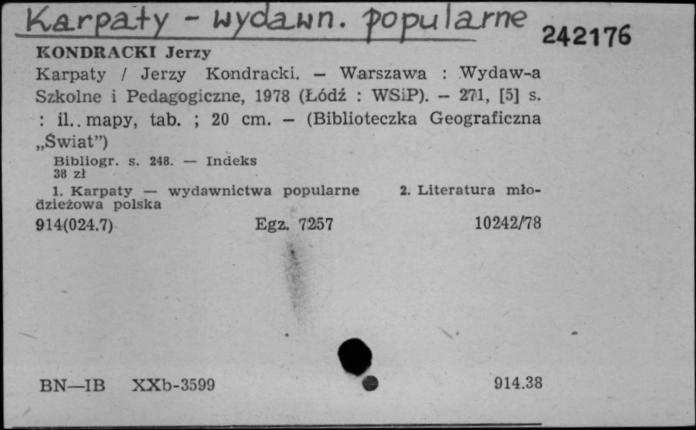 Karpaty - wydawn. popularne
242176
KONDRACKI Jerzy
Karpaty / Jerzy Kondracki. — Warszawa : Wydaw-a
Szkolne i Pedagogiczne, 1978 (Łódź : WSiP). — 271, [5] s.
: il.. mapy, tab. ; 20 cm. — (Biblioteczka Geograficzna
„Świat”)
Bibliogr. s. 248. — Indeks
38 zł
1. Karpaty — wydawnictwa popularne 2. Literatura mło-
dzieżowa polska
914(024.7) Egz. 7257 10242/78
BN—IB XXb-3599 914.38